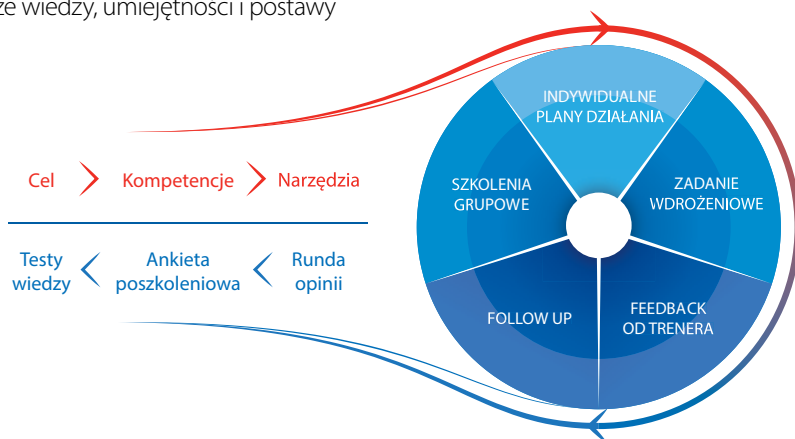 że wiedzy, umiejętności i postawy
INDYWIDUALNE
PLANY DZIAŁANIA
Cel
Kompetencje
Narzędzia
SZKOLENIA
GRUPOWE
ZADANIE
WDROŻENIOWE
Testy
wiedzy
Ankieta
poszkoleniowa
Runda
opinii
FOLLOW UP
FEEDBACK
OD TRENERA